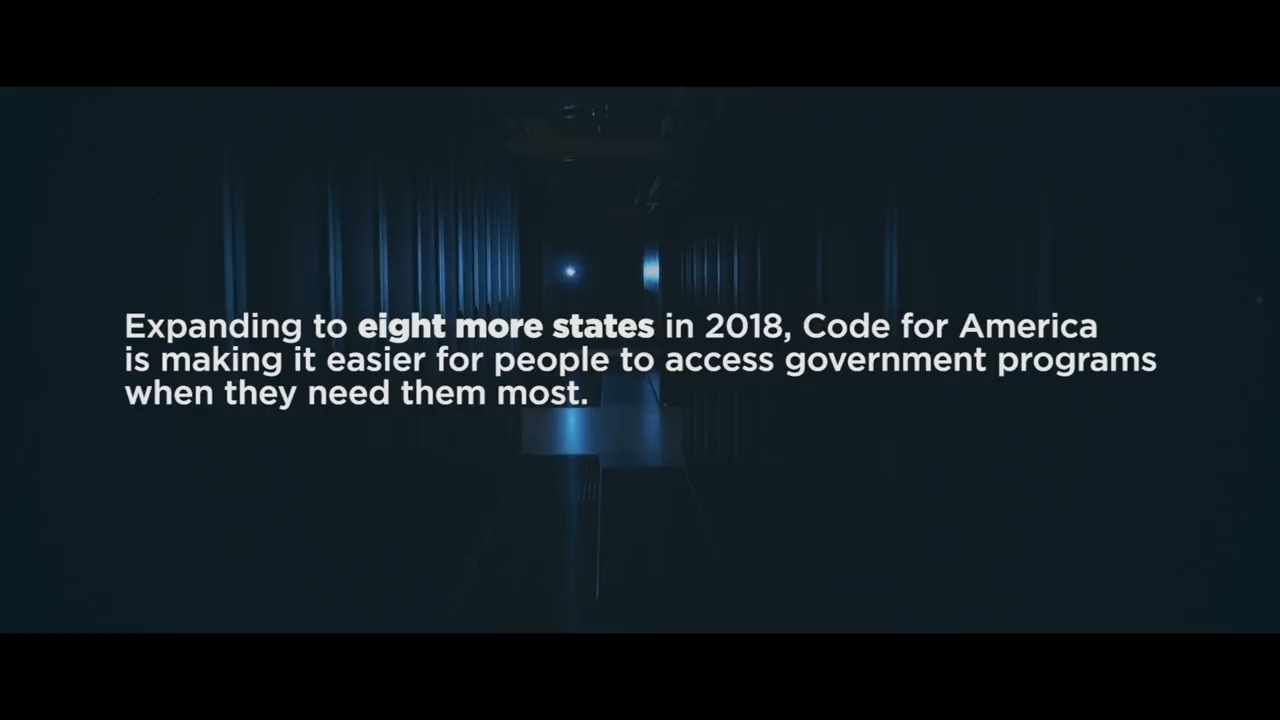 Expanding to eight more states in 2018, Code for America
is making it easier for people to access government programs
when they need them most.